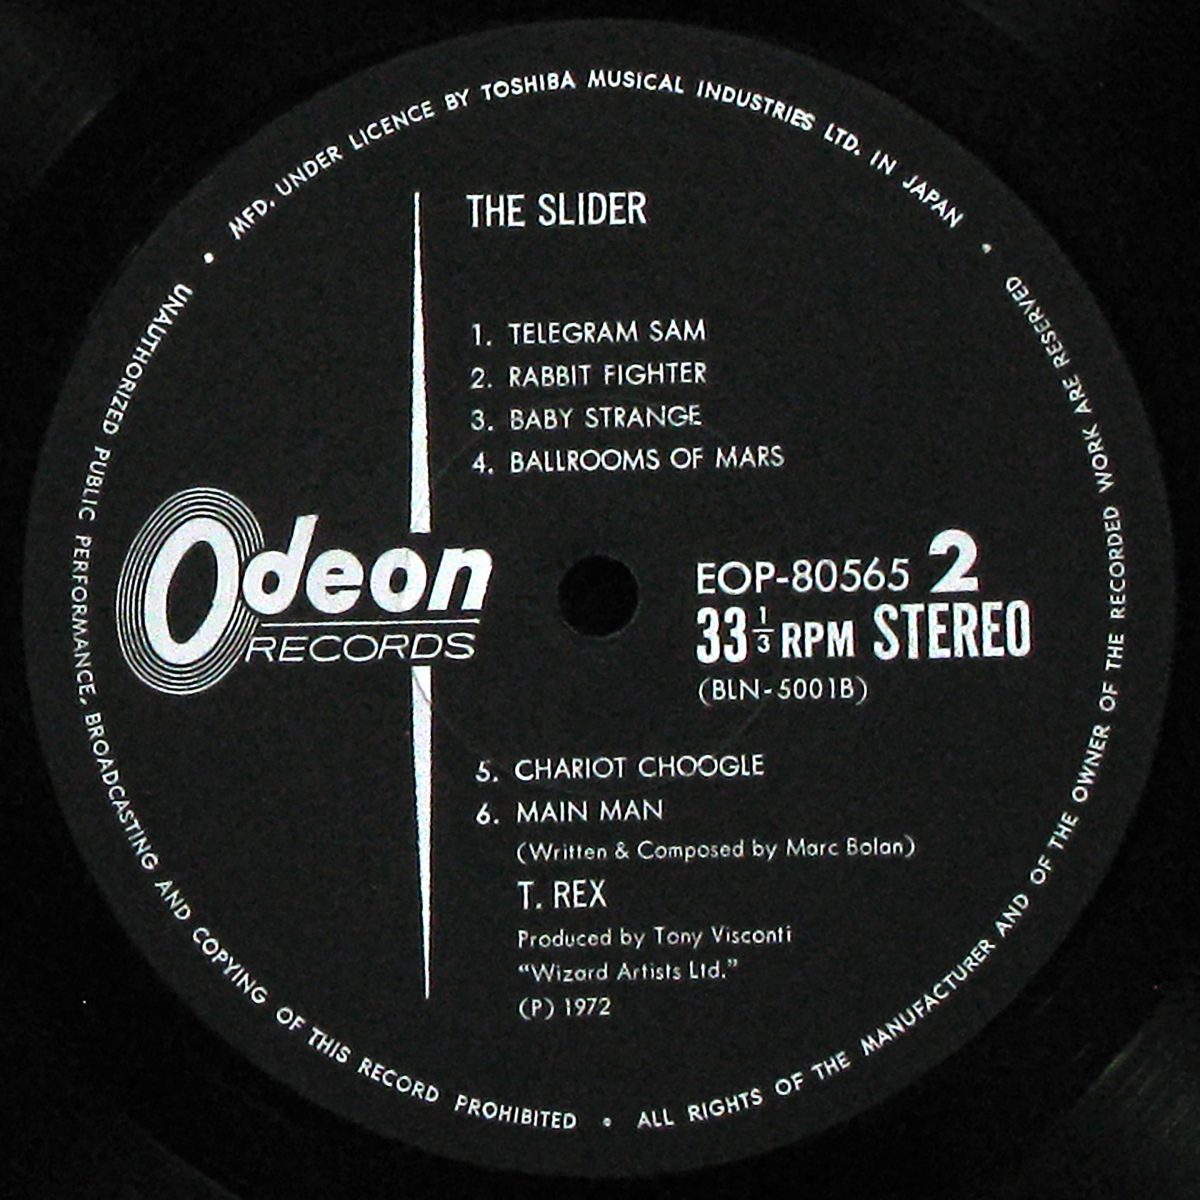 MFD. UNDER LICENCE BY TOSHIBA MUSICAL INDUSTRIES LTD. IN JAPAN •
THE SLIDER
1. TELEGRAM SAM
2. RABBIT FIGHTER
3. BABY STRANGE
4. BALLROOMS OF MARS
Odeon
RECORDS
EOP-80565 2
33 1/3 RPM STEREO
(BLN-5001B)
5. CHARIOT CHOOGLE
6. MAIN MAN
(Written & Composed by Marc Bolan)
T. REX
Produced by Tony Visconti
"Wizard Artists Ltd."
(P) 1972
UNAUTHORIZED PUBLIC PERFORMANCE, BROADCASTING AND COPYING OF THIS RECORD PROHIBITED •
ALL RIGHTS OF THE MANUFACTURER AND OF THE OWNER OF THE RECORDED WORK ARE RESERVED •